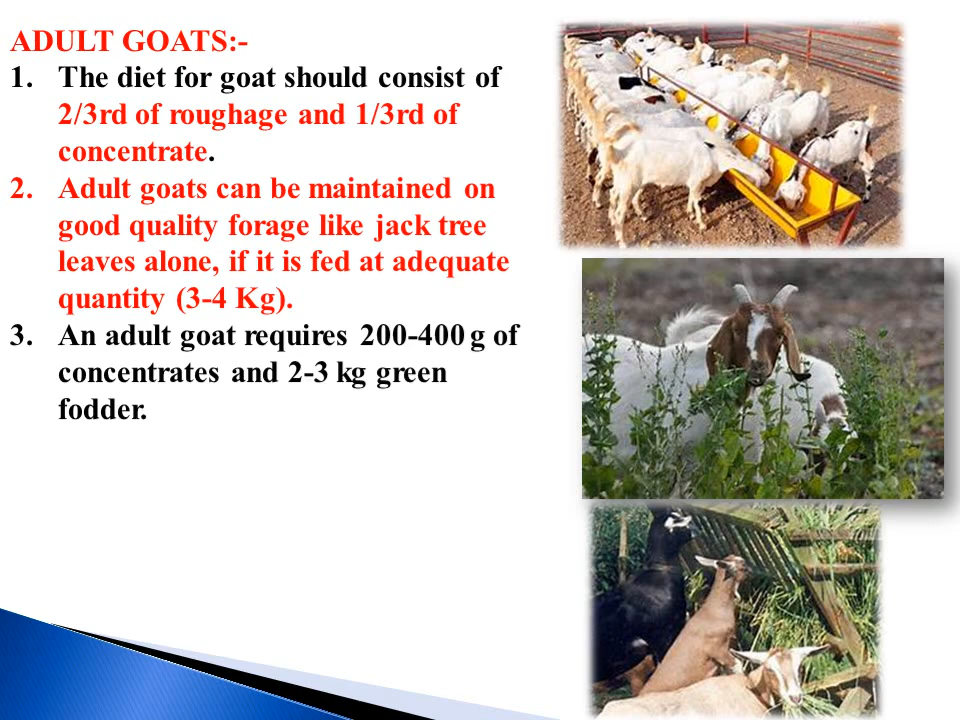 ADULT GOATS:-
1. The diet for goat should consist of
2/3rd of roughage and 1/3rd of
concentrate.
2. Adult goats can be maintained on
good quality forage like jack tree
leaves alone, if it is fed at adequate
quantity (3-4 Kg).
3. An adult goat requires 200-400 g of
concentrates and 2-3 kg green
fodder.